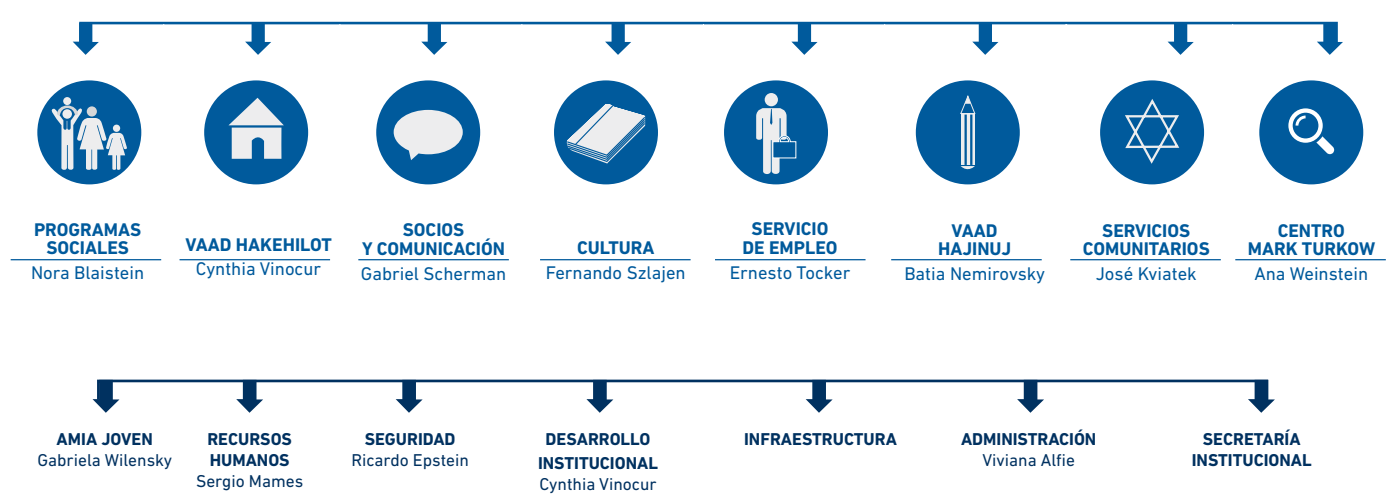 PROGRAMAS
SOCIALES
Nora Blaistein
VAAD HAKEHILOT
Cynthia Vinocur
SOCIOS
Y COMUNICACIÓN
Gabriel Scherman
CULTURA
Fernando Szlajen
SERVICIO
DE EMPLEO
Ernesto Tocker
VAAD
HAJINUJ
Batia Nemirovsky
SERVICIOS
COMUNITARIOS
José Kviatek
CENTRO
MARK TURKOW
Ana Weinstein
AMIA JOVEN
Gabriela Wilensky
RECURSOS
HUMANOS
Sergio Mames
SEGURIDAD
Ricardo Epstein
DESARROLLO
INSTITUCIONAL
Cynthia Vinocur
INFRAESTRUCTURA
ADMINISTRACIÓN
Viviana Alfie
SECRETARÍA
INSTITUCIONAL